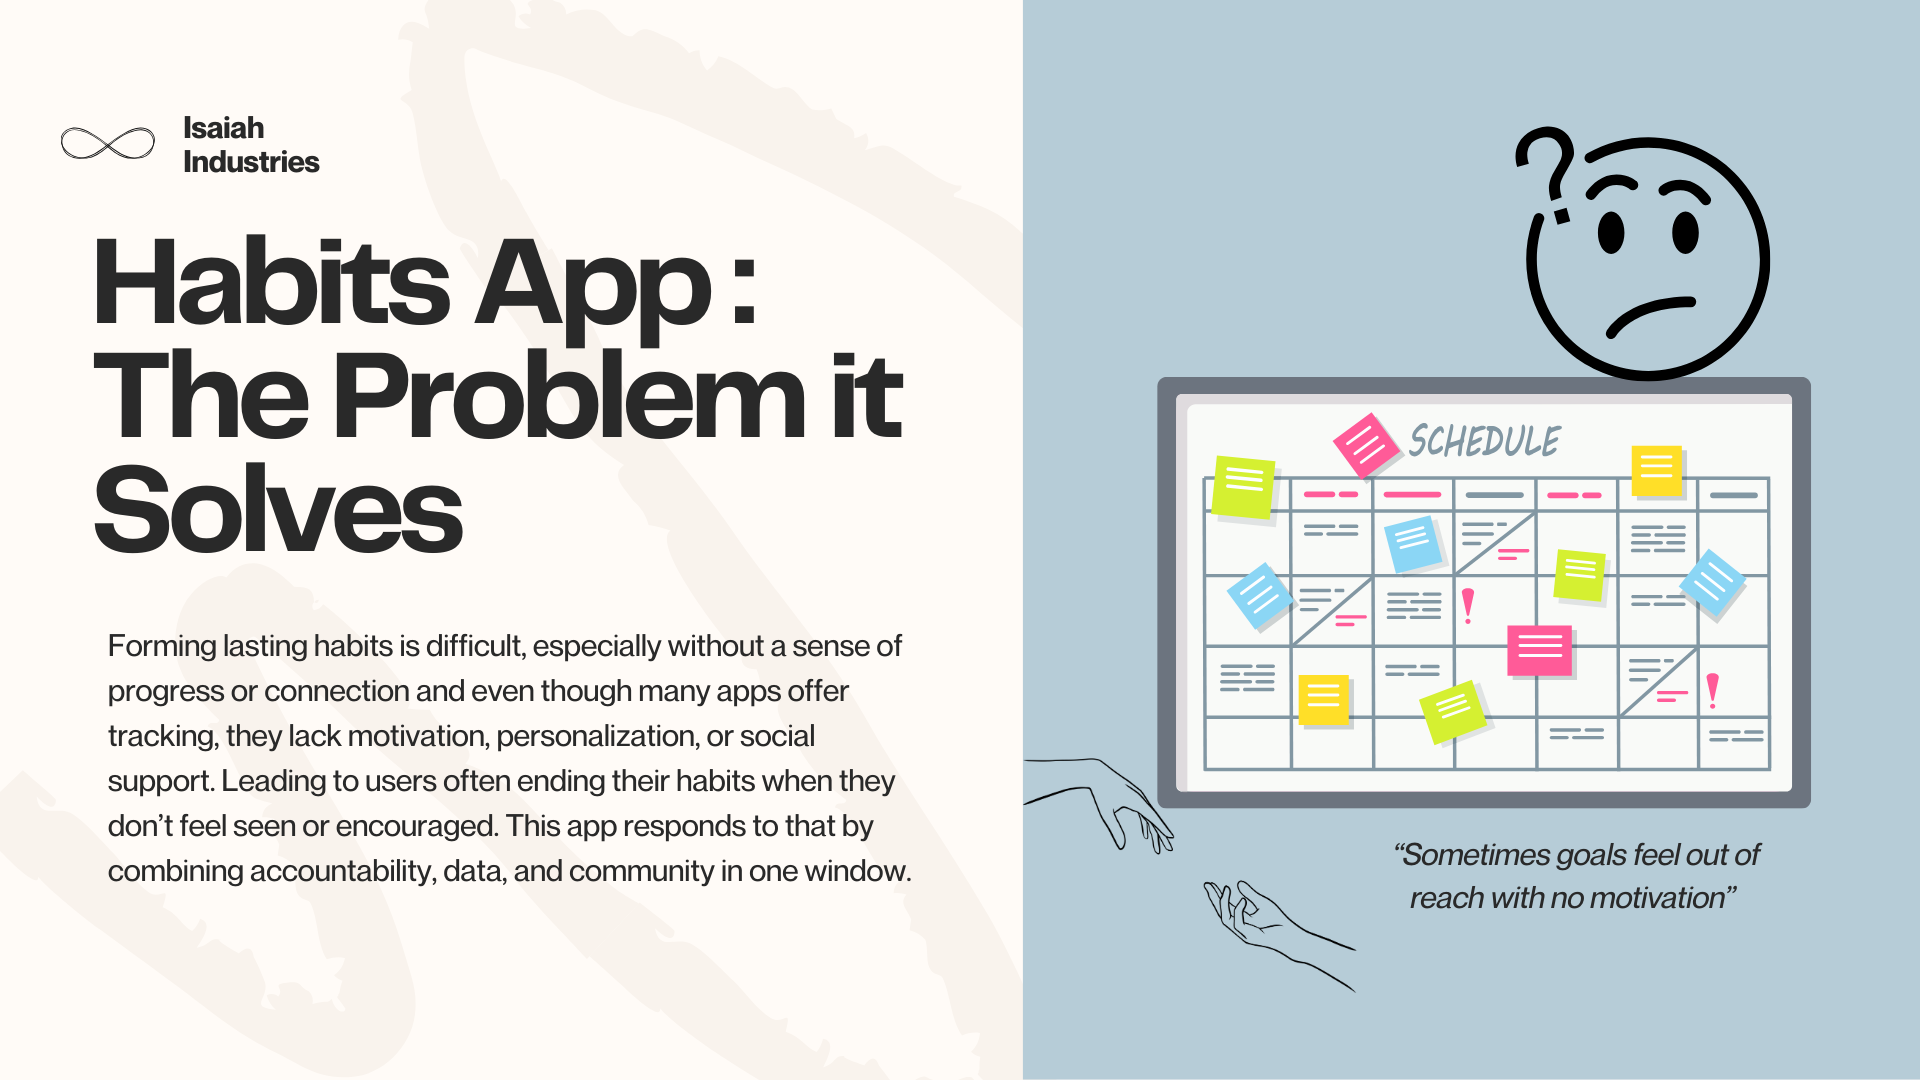 Isaiah
Industries
Habits App :
The Problem it
Solves
Forming lasting habits is difficult, especially without a sense of
progress or connection and even though many apps offer
tracking, they lack motivation, personalization, or social
support. Leading to users often ending their habits when they
don’t feel seen or encouraged. This app responds to that by
combining accountability, data, and community in one window.
?
SCHEDULE
!
!
“Sometimes goals feel out of
reach with no motivation”